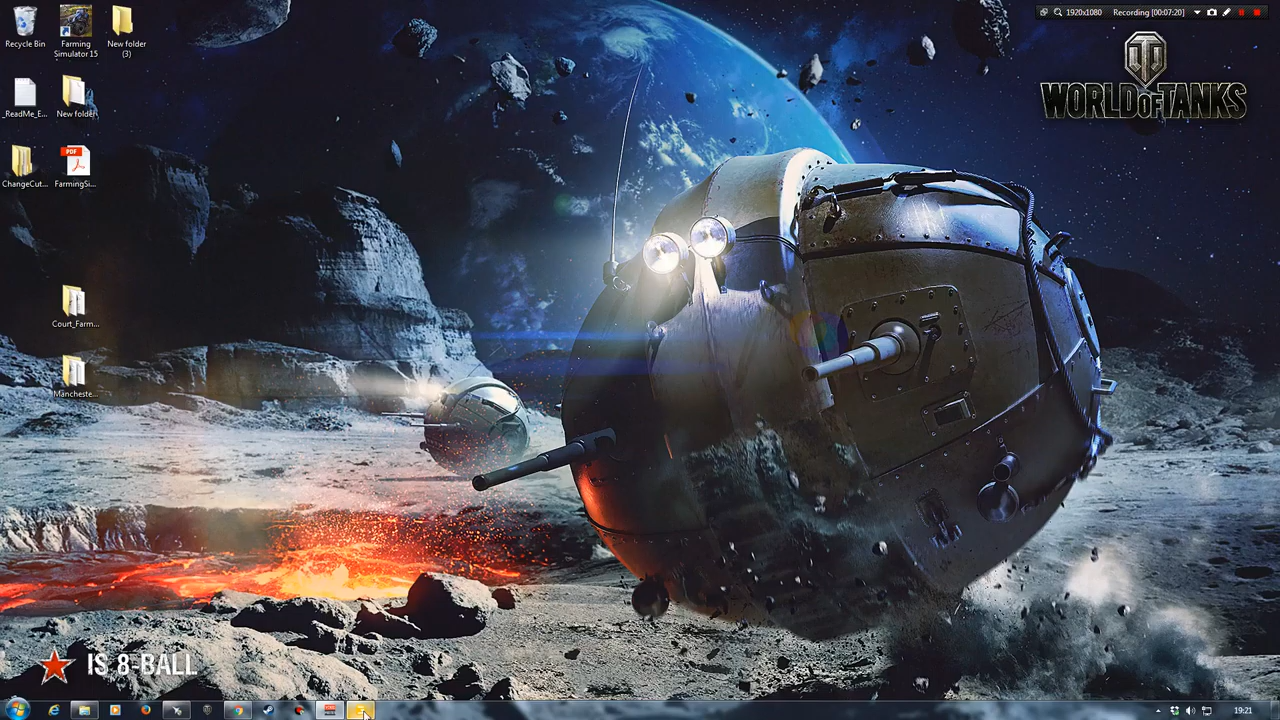 1920x1080 Recording [00:07:20]
Recycle Bin
Farming Simulator 15
New folder (3)
WORLD OF TANKS
_ReadMe_E...
New folder
PDF
ChangeCut...
FarmingSi...
Court_Farm...
Mancheste...
IS 8-BALL
19:21